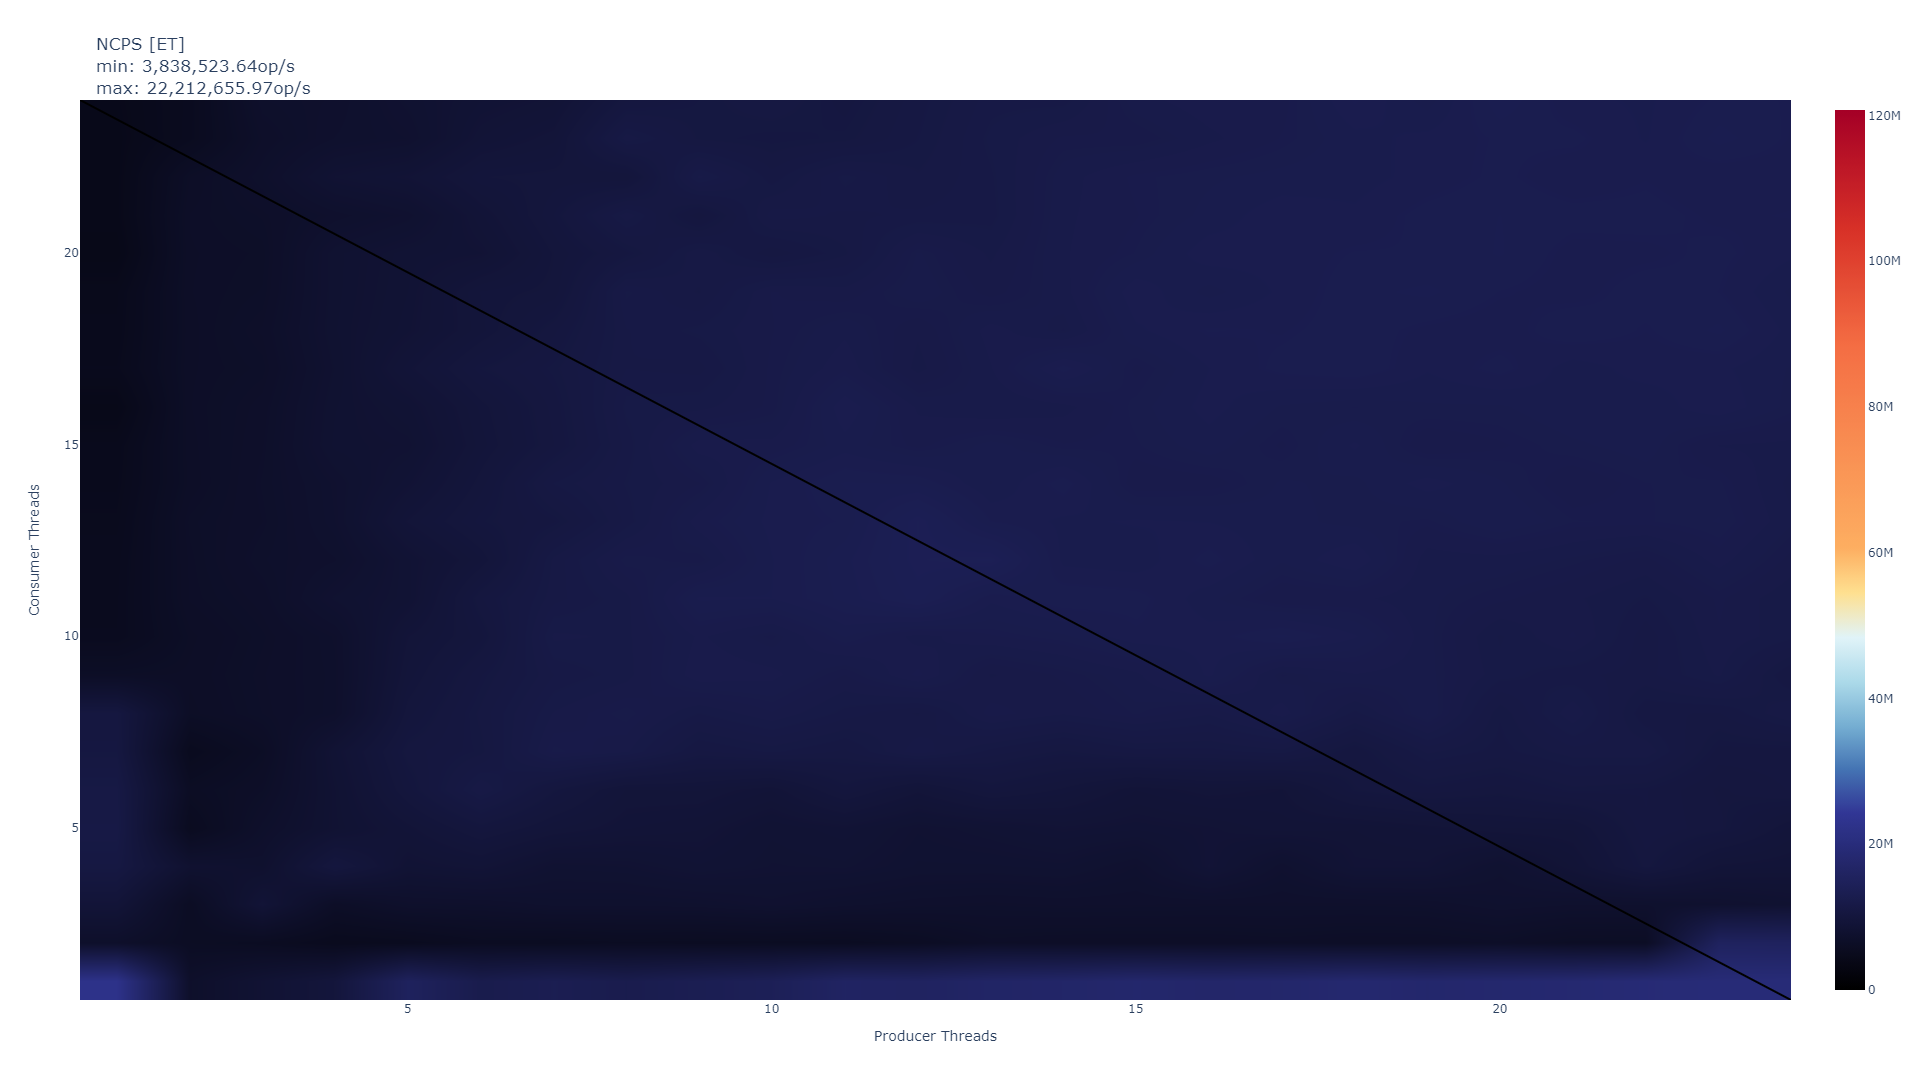 NCPS [ET]
min: 3,838,523.64op/s
max: 22,212,655.97op/s
120M
100M
80M
60M
40M
20M
0
20
15
10
5
Consumer Threads
5
10
15
20
Producer Threads